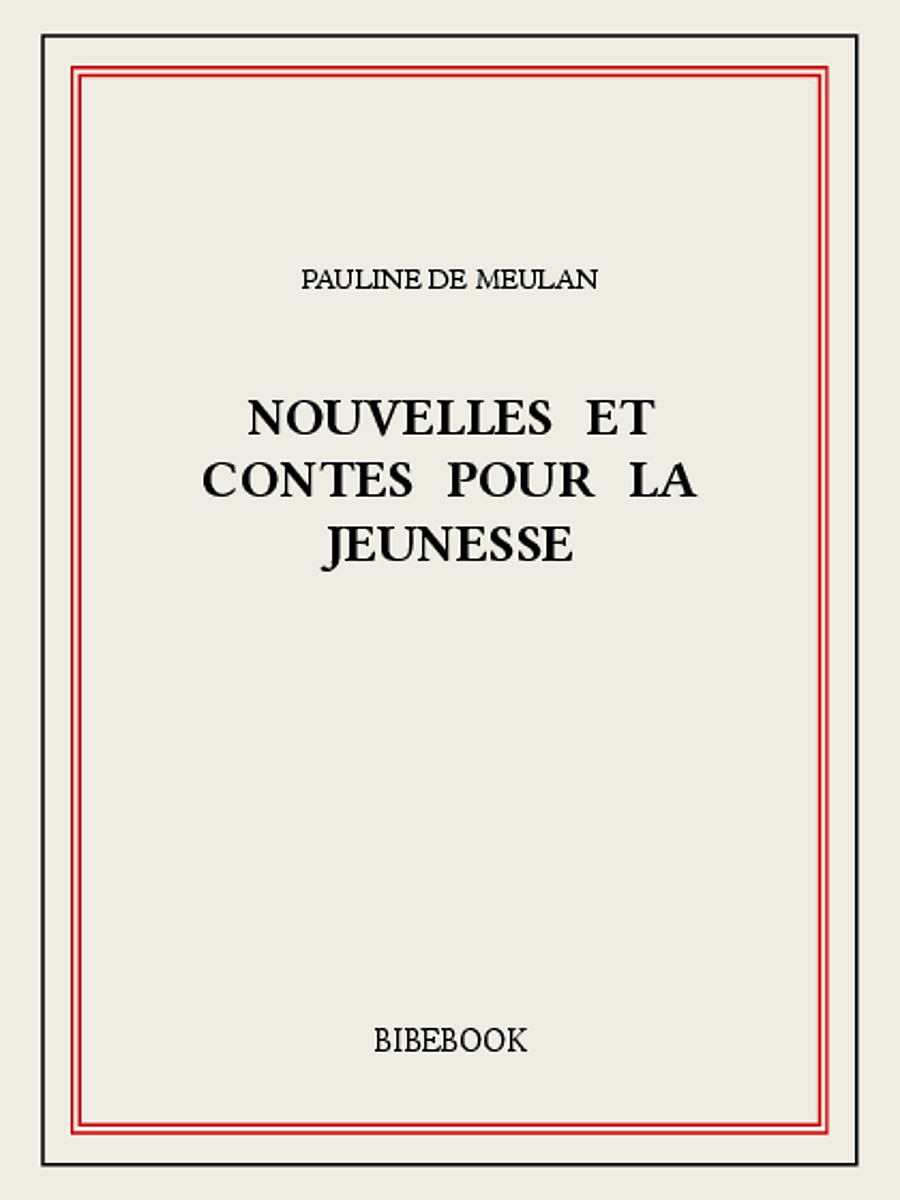 PAULINE DE MEULAN
NOUVELLES ET
CONTES POUR LA
JEUNESSE
BIBEBOOK